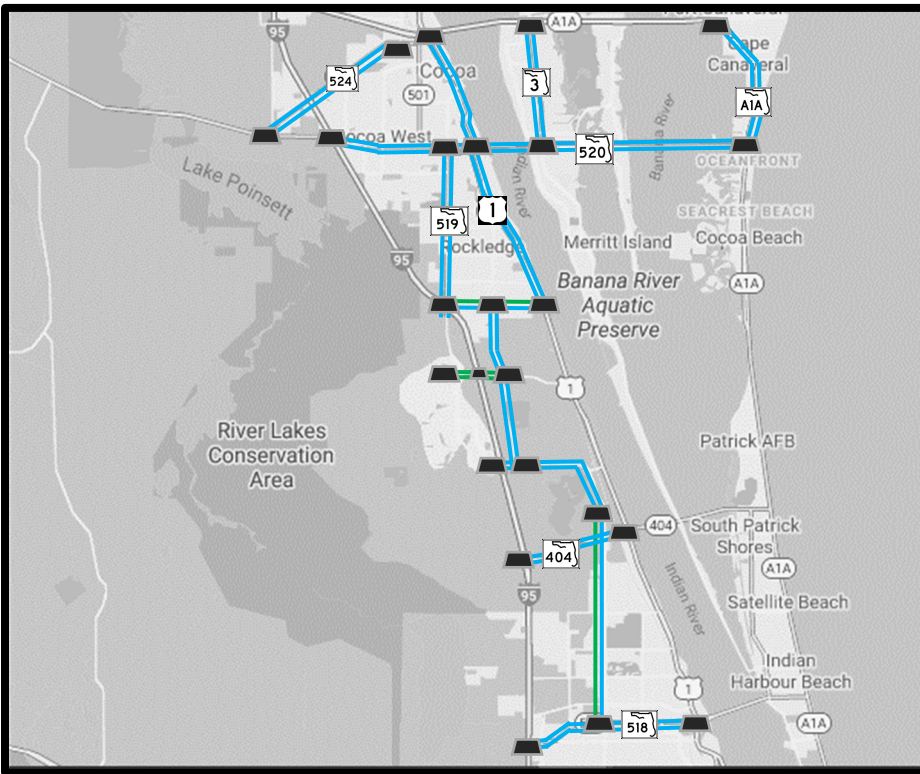 95
A1A
Cape
Canaveral
524
Cocoa
3
501
A1A
Cocoa West
520
OCEANFRONT
Lake Poinsett
Indian River
Banana River
519
1
SEACREST BEACH
Rockledge
Merritt Island
Cocoa Beach
95
Banana River
Aquatic
Preserve
A1A
1
River Lakes
Conservation
Area
Patrick AFB
404
South Patrick
Shores
404
A1A
95
Indian River
Satellite Beach
Indian
Harbour Beach
1
518
A1A